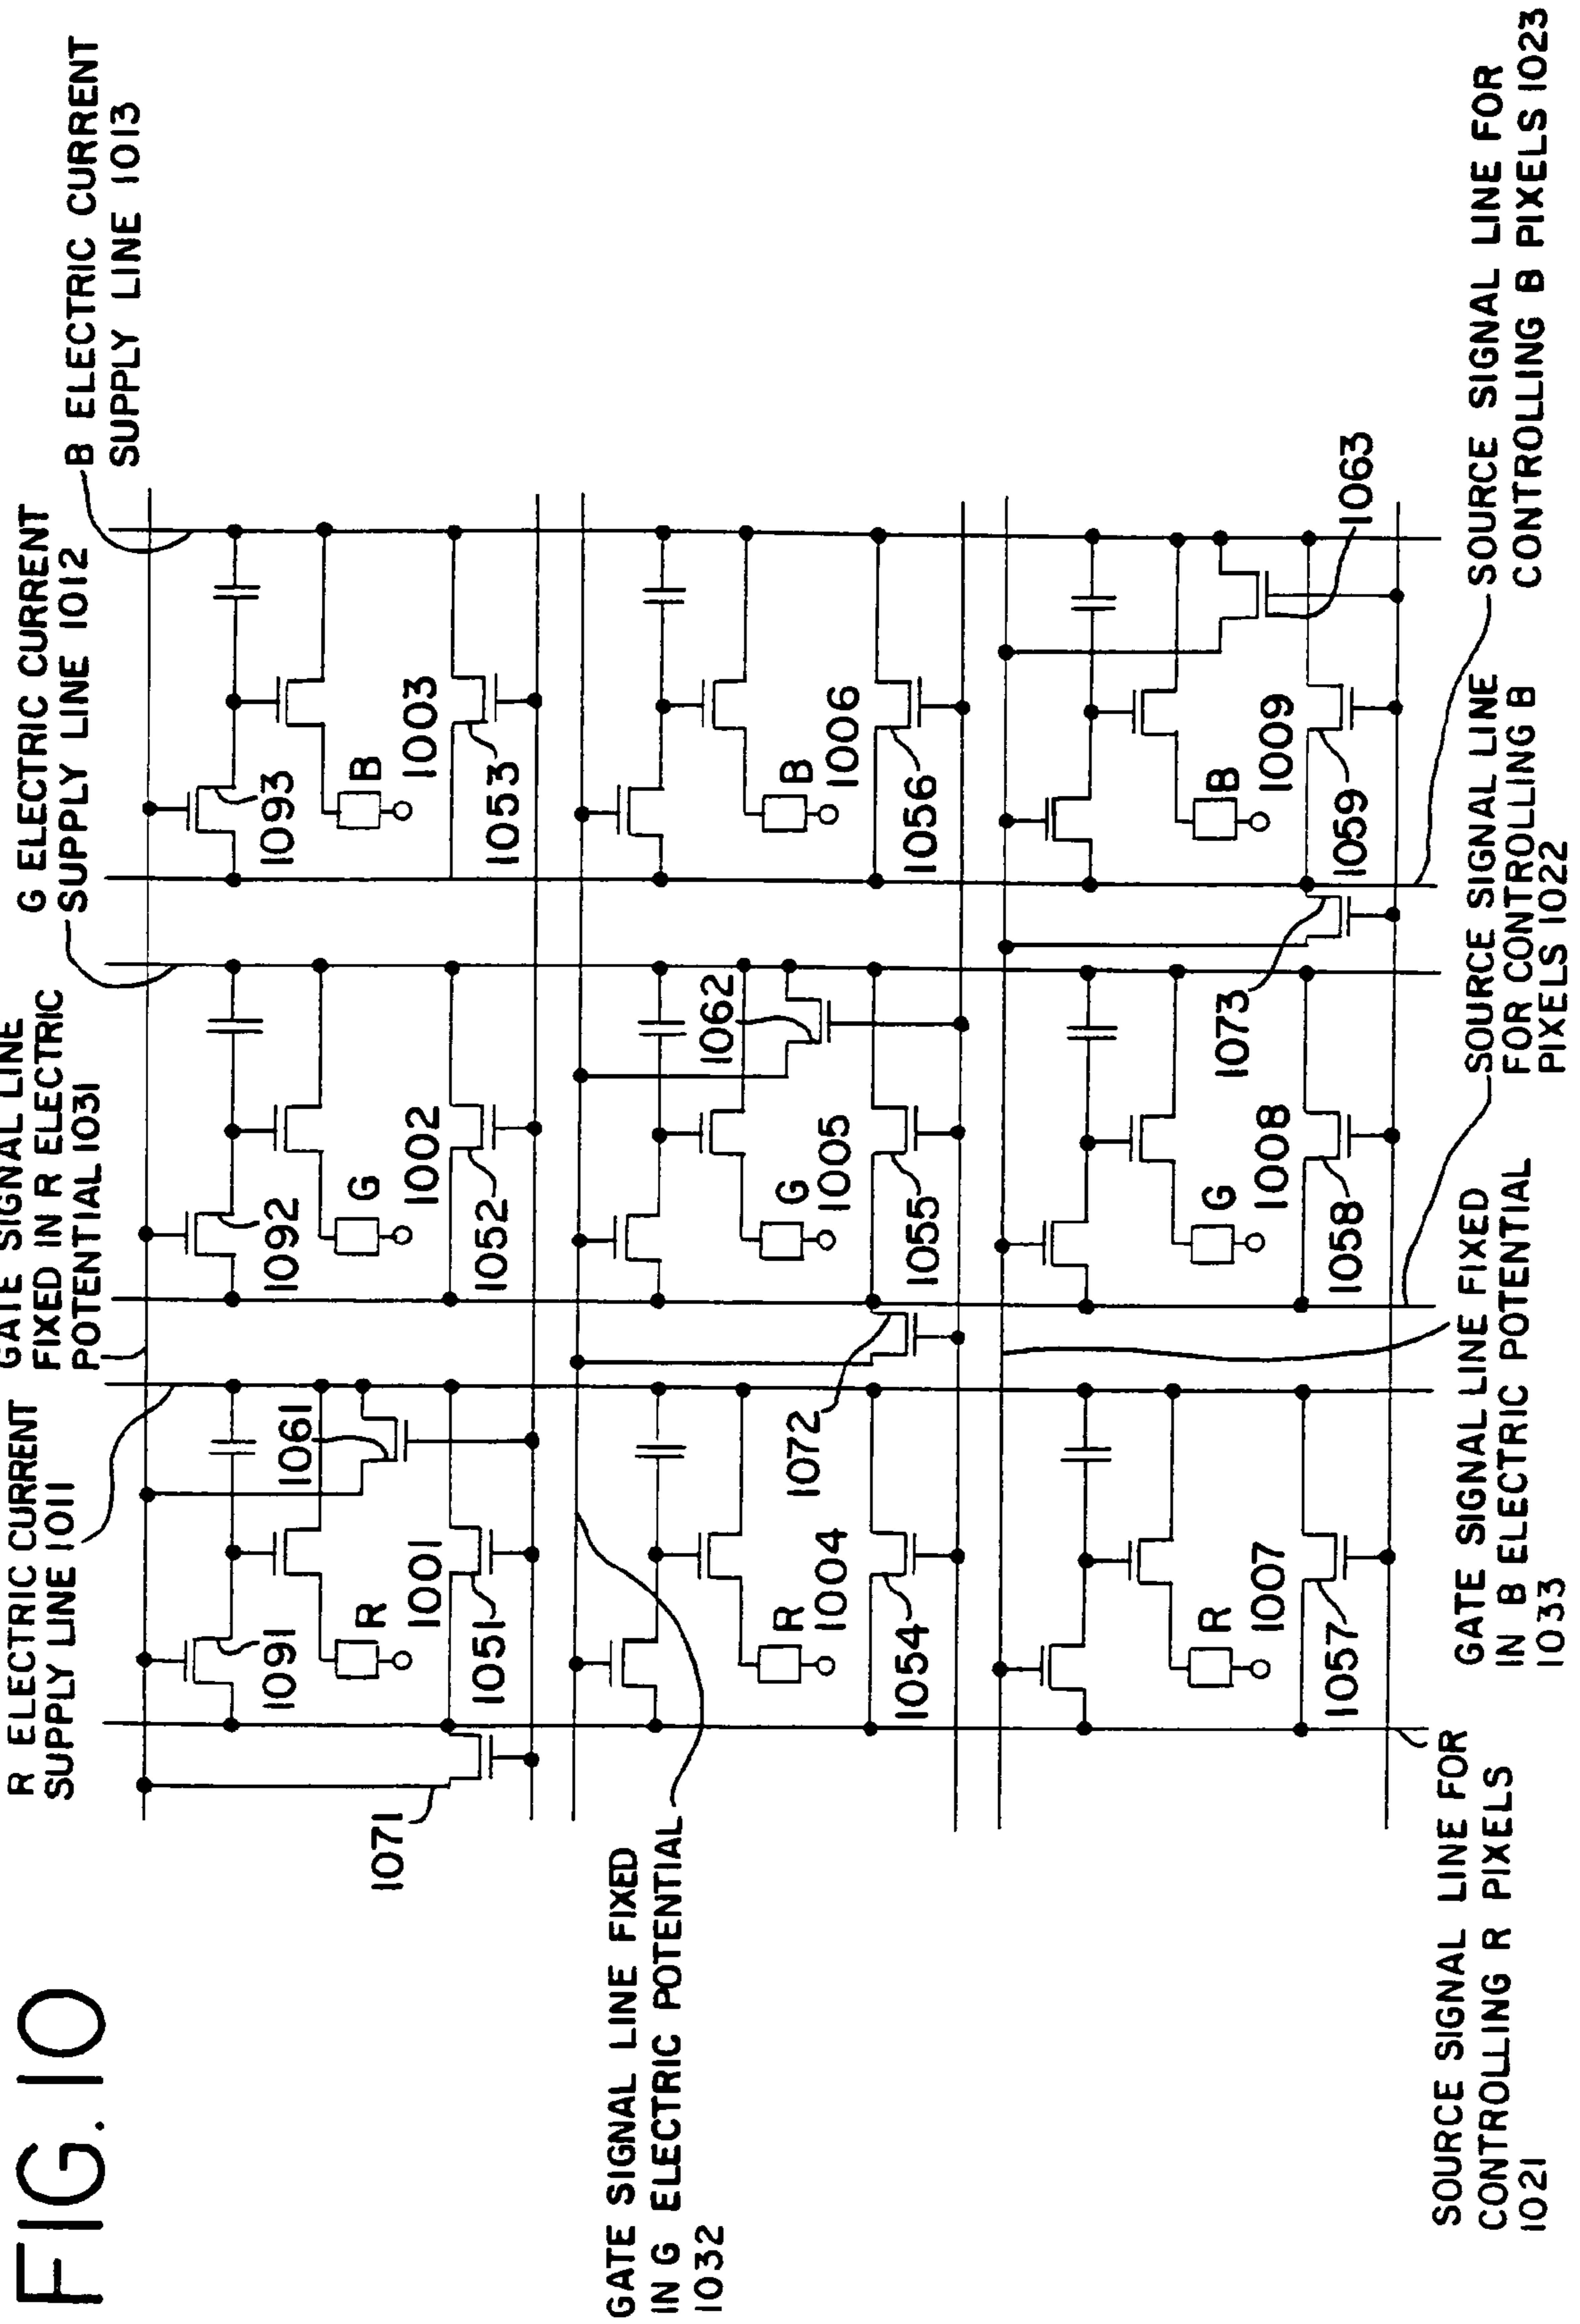 FIG. 10
R ELECTRIC CURRENT
SUPPLY LINE 1011
GATE SIGNAL LINE
FIXED IN R ELECTRIC
POTENTIAL 1031
G ELECTRIC CURRENT
SUPPLY LINE 1012
B ELECTRIC CURRENT
SUPPLY LINE 1013
1091
1061
1092
1093
R
1001
G
1002
B
1003
1071
1051
1052
1053
GATE SIGNAL LINE FIXED
IN G ELECTRIC POTENTIAL
1032
1062
R
1004
G
1005
B
1006
1054
1072
1055
1056
R
1007
G
1008
B
1009
1057
1058
1073
1059
1063
SOURCE SIGNAL LINE FOR
CONTROLLING R PIXELS
1021
GATE SIGNAL LINE FIXED
IN B ELECTRIC POTENTIAL
1033
SOURCE SIGNAL LINE
FOR CONTROLLING B
PIXELS 1022
SOURCE SIGNAL LINE FOR
CONTROLLING B PIXELS 1023